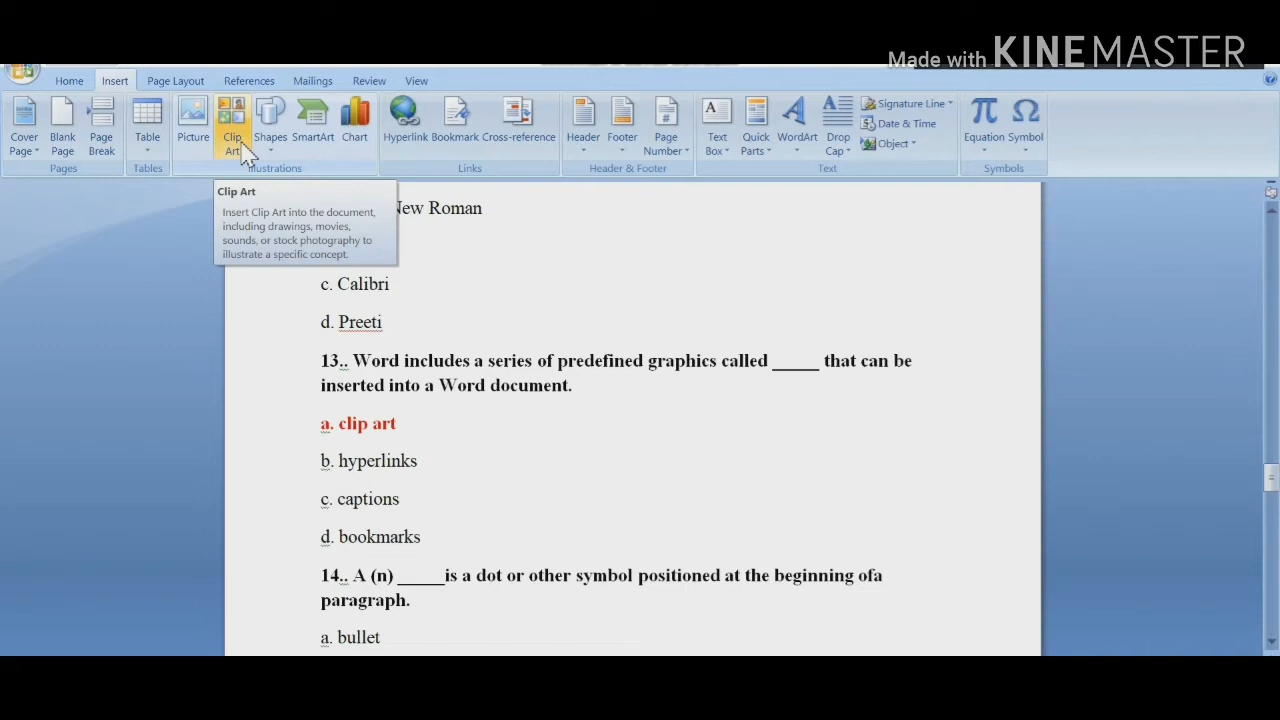 Made with KINEMASTER
Home Insert Page Layout References Mailings Review View
Cover Page Blank Page Page Break Table Picture Clip Art Shapes SmartArt Chart Hyperlink Bookmark Cross-reference Header Footer Page Number Text Box Quick Parts WordArt Drop Cap Signature Line Date & Time Object Equation Symbol
Pages Tables Illustrations Links Header & Footer Text Symbols
Clip Art
Insert Clip Art into the document,
including drawings, movies,
sounds, or stock photography to
illustrate a specific concept.
New Roman
c. Calibri
d. Preeti
13.. Word includes a series of predefined graphics called _____ that can be
inserted into a Word document.
a. clip art
b. hyperlinks
c. captions
d. bookmarks
14.. A (n) _____is a dot or other symbol positioned at the beginning ofa
paragraph.
a. bullet